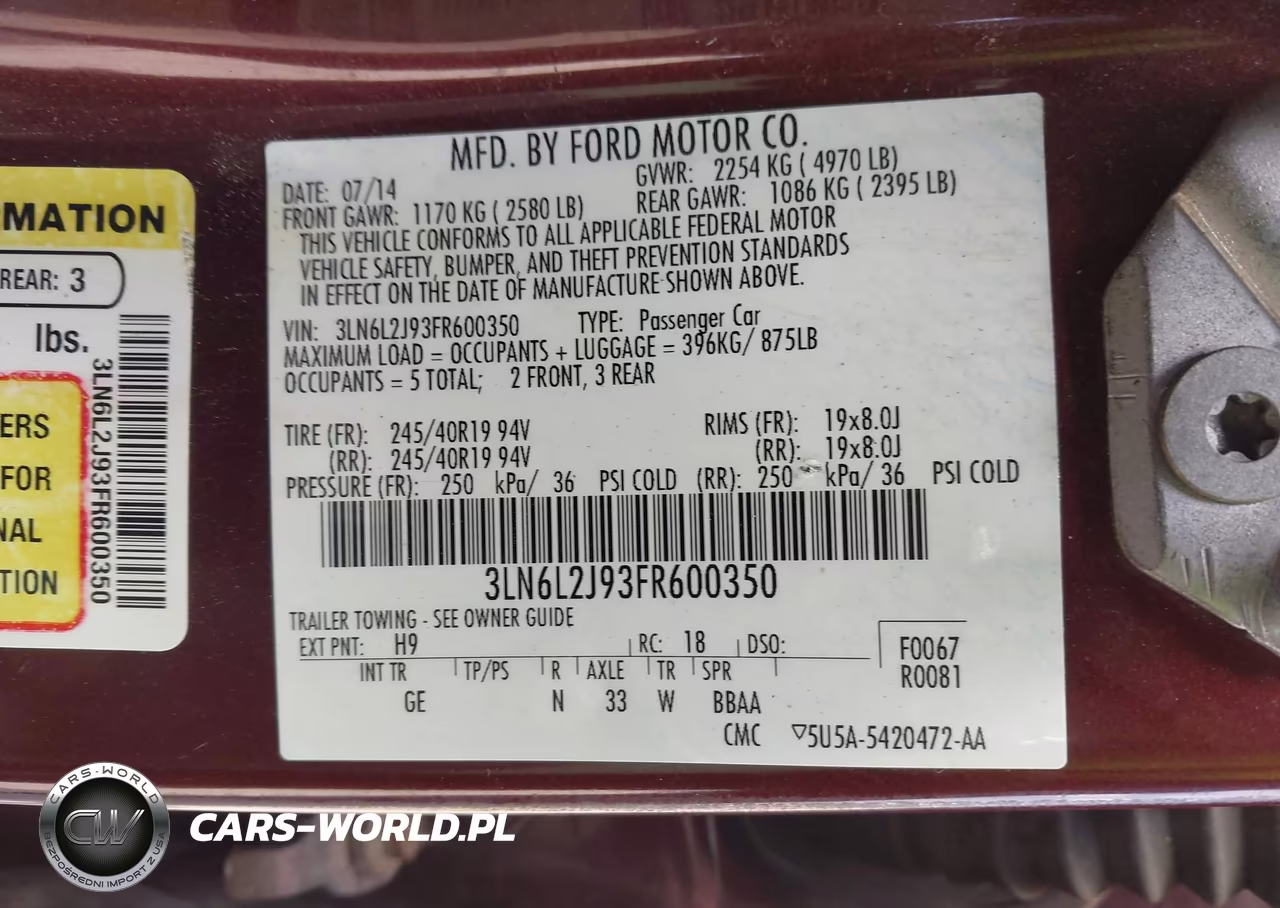 MATION
REAR: 3
lbs.
ERS
FOR
NAL
TION
3LN6L2J93FR600350
MFD. BY FORD MOTOR CO.
DATE: 07/14 GVWR: 2254 KG ( 4970 LB)
FRONT GAWR: 1170 KG ( 2580 LB) REAR GAWR: 1086 KG ( 2395 LB)
THIS VEHICLE CONFORMS TO ALL APPLICABLE FEDERAL MOTOR
VEHICLE SAFETY, BUMPER, AND THEFT PREVENTION STANDARDS
IN EFFECT ON THE DATE OF MANUFACTURE SHOWN ABOVE.
VIN: 3LN6L2J93FR600350 TYPE: Passenger Car
MAXIMUM LOAD = OCCUPANTS + LUGGAGE = 396KG/ 875LB
OCCUPANTS = 5 TOTAL; 2 FRONT, 3 REAR
TIRE (FR): 245/40R19 94V RIMS (FR): 19x8.0J
(RR): 245/40R19 94V (RR): 19x8.0J
PRESSURE (FR): 250 kPa/ 36 PSI COLD (RR): 250 kPa/ 36 PSI COLD
3LN6L2J93FR600350
TRAILER TOWING - SEE OWNER GUIDE
EXT PNT: H9 RC: 18 DSO: F0067
R0081
INT TR TP/PS R AXLE TR SPR
GE N 33 W BBAA
CMC ▽5U5A-5420472-AA
CARS-WORLD
CW
BEZPOŚREDNI IMPORT Z USA
CARS-WORLD.PL